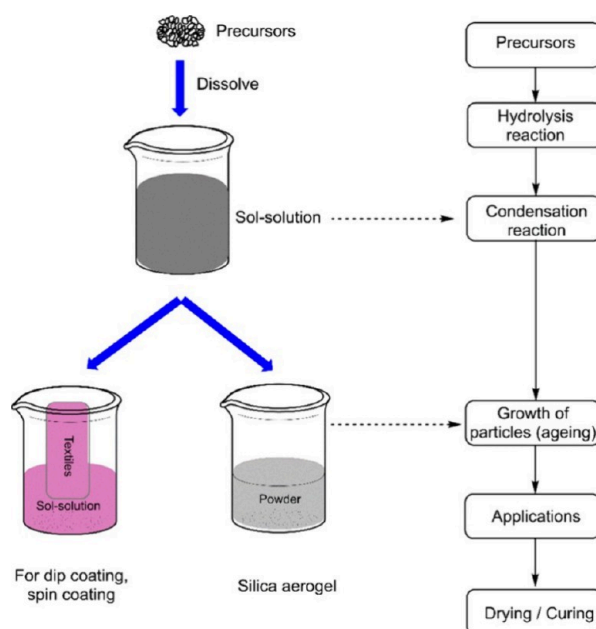 Precursors
Dissolve
Sol-solution
Textiles
Sol-solution
Powder
For dip coating,
spin coating
Silica aerogel
Precursors
Hydrolysis
reaction
Condensation
reaction
Growth of
particles (ageing)
Applications
Drying / Curing